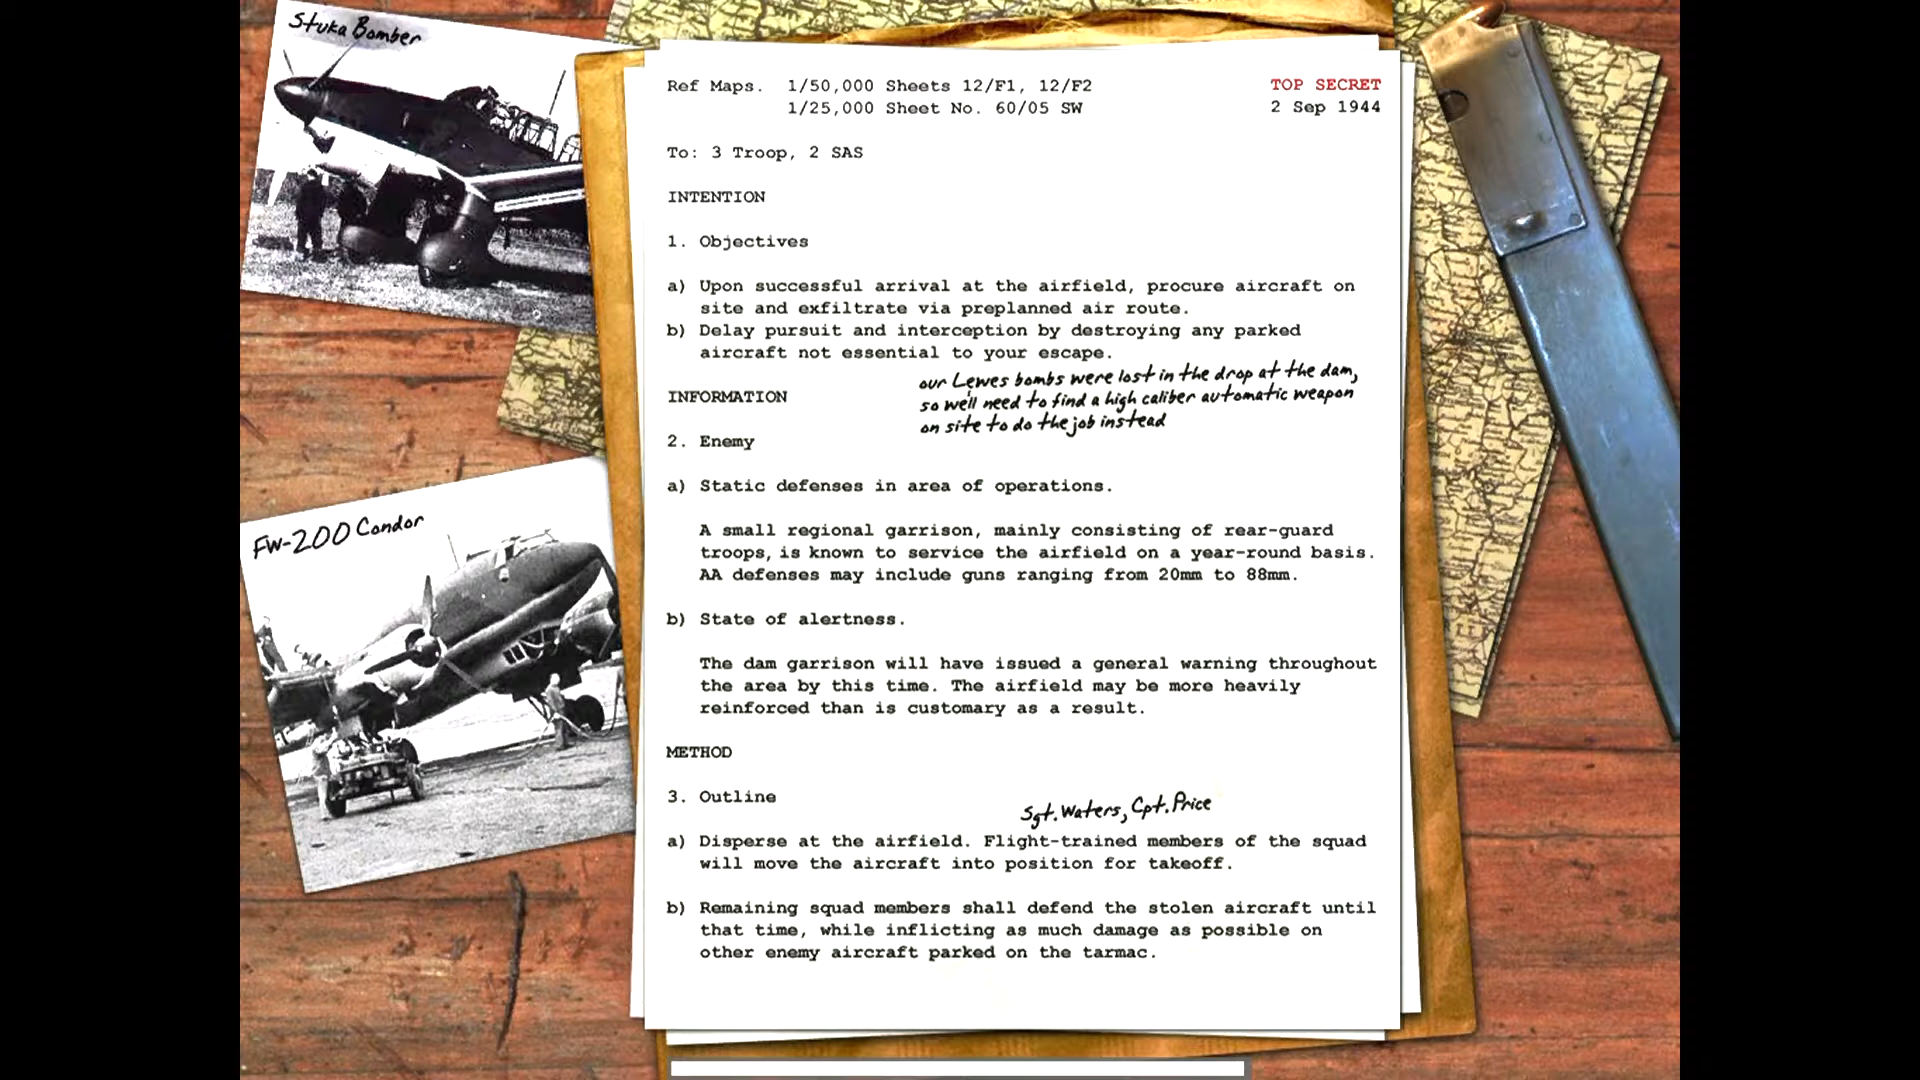 Stuka Bomber
FW-200 Condor
Ref Maps. 1/50,000 Sheets 12/F1, 12/F2
1/25,000 Sheet No. 60/05 SW
TOP SECRET
2 Sep 1944
To: 3 Troop, 2 SAS
INTENTION
1. Objectives
a) Upon successful arrival at the airfield, procure aircraft on
site and exfiltrate via preplanned air route.
b) Delay pursuit and interception by destroying any parked
aircraft not essential to your escape.
our Lewes bombs were lost in the drop at the dam,
so we'll need to find a high caliber automatic weapon
on site to do the job instead
INFORMATION
2. Enemy
a) Static defenses in area of operations.
A small regional garrison, mainly consisting of rear-guard
troops, is known to service the airfield on a year-round basis.
AA defenses may include guns ranging from 20mm to 88mm.
b) State of alertness.
The dam garrison will have issued a general warning throughout
the area by this time. The airfield may be more heavily
reinforced than is customary as a result.
METHOD
3. Outline
Sgt. Waters, Cpt. Price
a) Disperse at the airfield. Flight-trained members of the squad
will move the aircraft into position for takeoff.
b) Remaining squad members shall defend the stolen aircraft until
that time, while inflicting as much damage as possible on
other enemy aircraft parked on the tarmac.